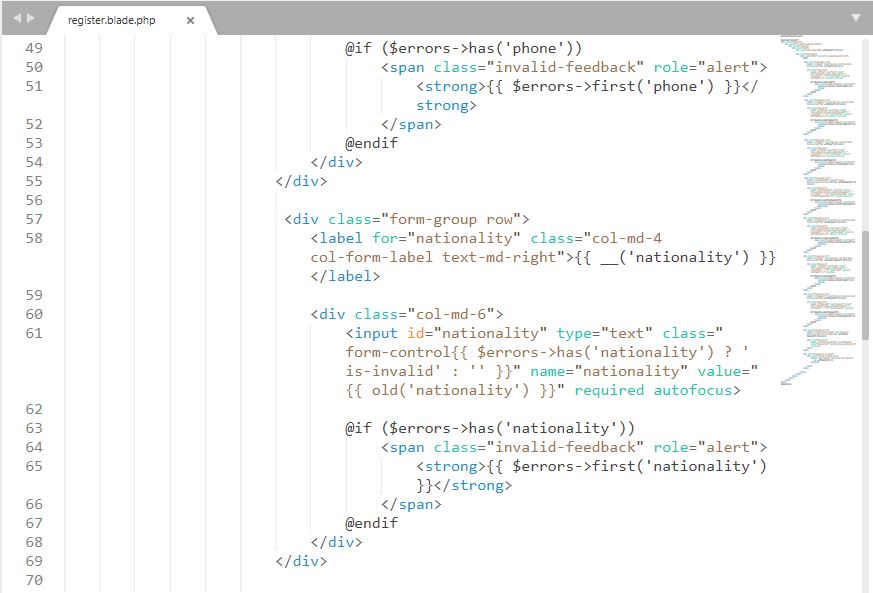 register.blade.php ×
49 @if ($errors->has('phone'))
50 <span class="invalid-feedback" role="alert">
51 <strong>{{ $errors->first('phone') }}</
strong>
52 </span>
53 @endif
54 </div>
55 </div>
56
57 <div class="form-group row">
58 <label for="nationality" class="col-md-4
col-form-label text-md-right">{{ __('nationality') }}
</label>
59
60 <div class="col-md-6">
61 <input id="nationality" type="text" class="
form-control{{ $errors->has('nationality') ? '
is-invalid' : '' }}" name="nationality" value="
{{ old('nationality') }}" required autofocus>
62
63 @if ($errors->has('nationality'))
64 <span class="invalid-feedback" role="alert">
65 <strong>{{ $errors->first('nationality')
}}</strong>
66 </span>
67 @endif
68 </div>
69 </div>
70